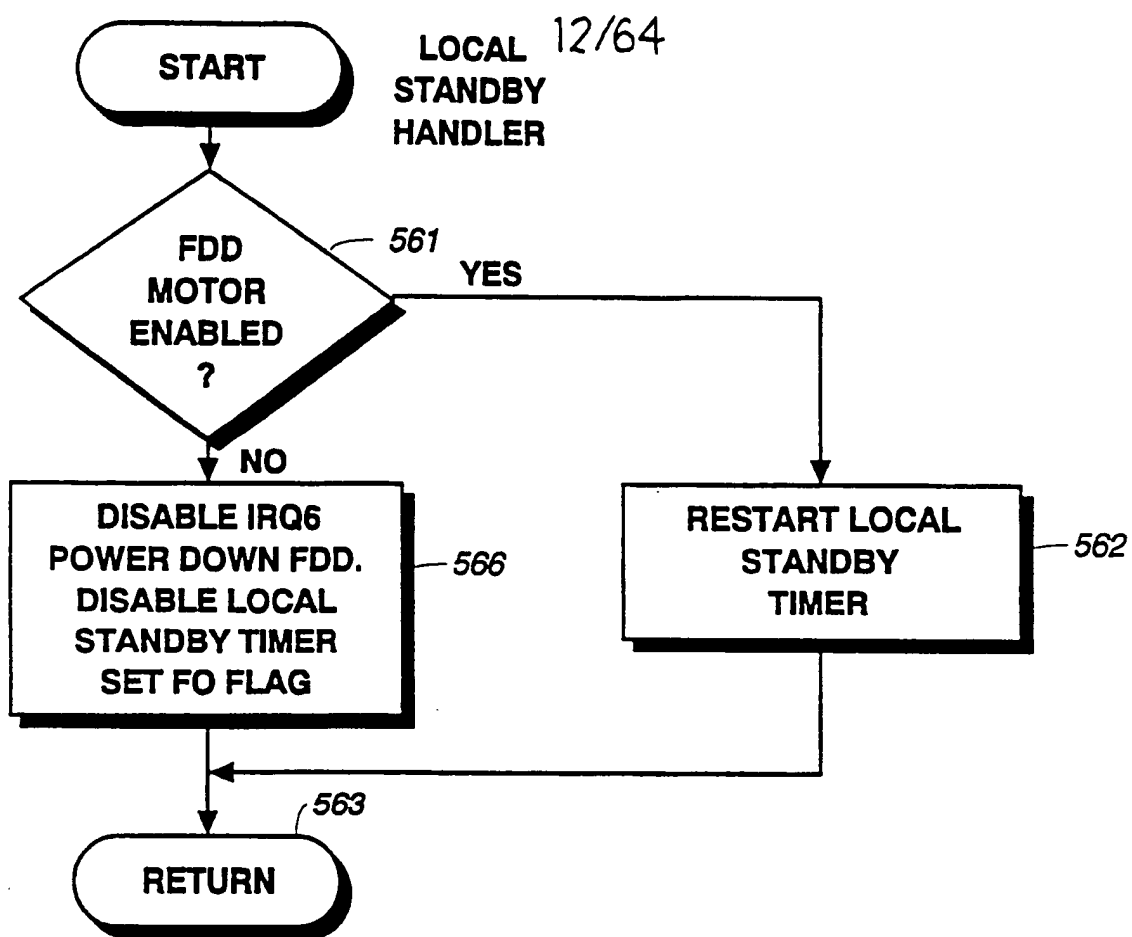 START
LOCAL 12/64
STANDBY
HANDLER
FDD
MOTOR
ENABLED
?
561
YES
NO
DISABLE IRQ6
POWER DOWN FDD.
DISABLE LOCAL
STANDBY TIMER
SET FO FLAG
566
RESTART LOCAL
STANDBY
TIMER
562
563
RETURN